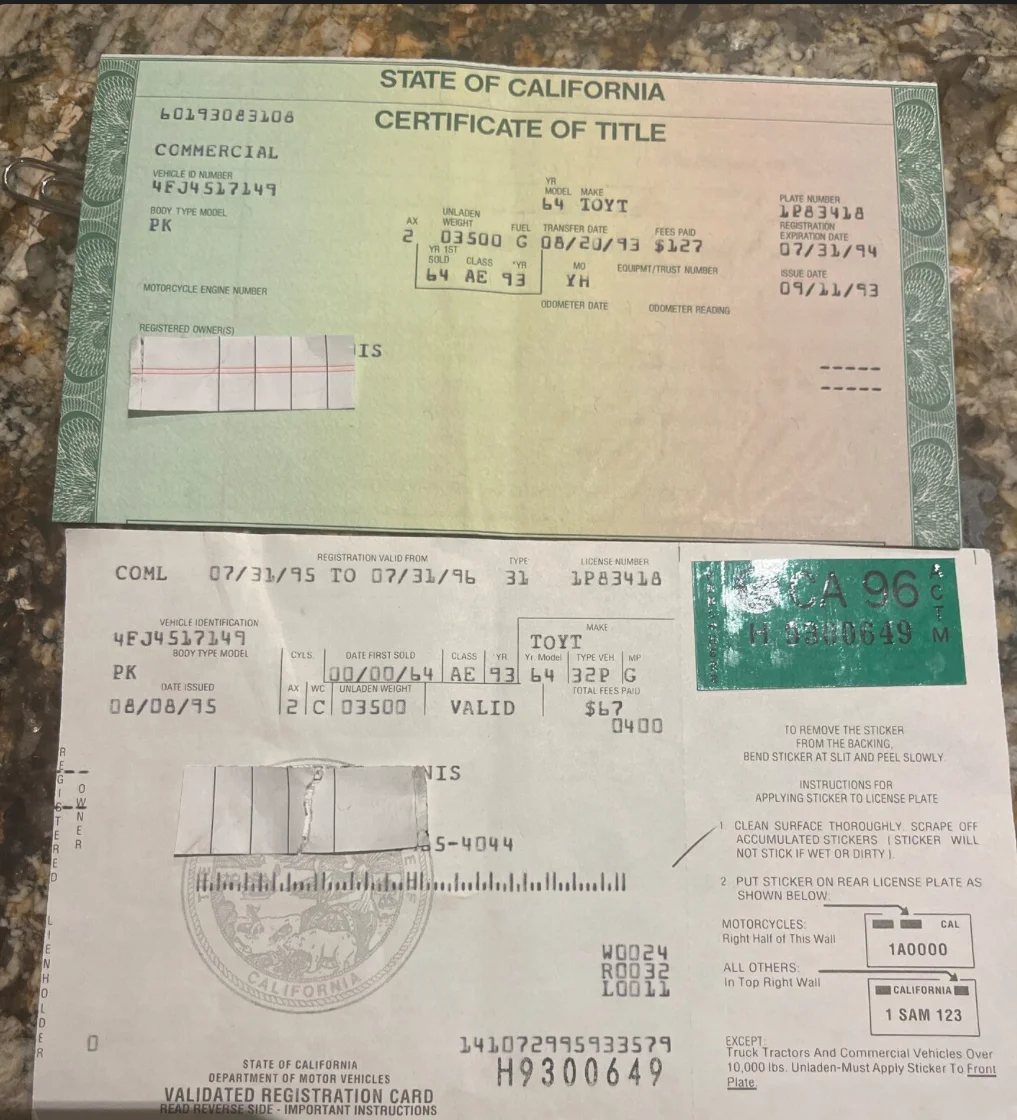 STATE OF CALIFORNIA
CERTIFICATE OF TITLE
60193083108
COMMERCIAL
VEHICLE ID NUMBER
4FJ4517149
YR
MODEL MAKE
64 TOYT
PLATE NUMBER
1P83418
BODY TYPE MODEL
PK
AX
2
UNLADEN
WEIGHT
03500
FUEL
G
TRANSFER DATE
08/20/93
FEES PAID
$127
REGISTRATION
EXPIRATION DATE
07/31/94
YR 1ST
SOLD CLASS *YR
64 AE 93
MO
YH
EQUIPMT/TRUST NUMBER
ISSUE DATE
09/11/93
MOTORCYCLE ENGINE NUMBER
ODOMETER DATE
ODOMETER READING
REGISTERED OWNER(S)
IS
-----
-----
REGISTRATION VALID FROM
COML 07/31/95 TO 07/31/96
TYPE
31
LICENSE NUMBER
1P83418
CA 96
H 9300649
ACTM
VEHICLE IDENTIFICATION
4FJ4517149
MAKE
TOYT
BODY TYPE MODEL
PK
CYLS.
DATE FIRST SOLD
00/00/64
CLASS
AE
YR
93
Yr. Model
64
TYPE VEH
32P
MP
G
DATE ISSUED
08/08/95
AX
2
WC
C
UNLADEN WEIGHT
03500
VALID
TOTAL FEES PAID
$67
0400
REGISTERED OWNER
NIS
S-4044
CALIFORNIA
W0024
R0032
L0011
LIENHOLDER
0
141072995933579
H9300649
STATE OF CALIFORNIA
DEPARTMENT OF MOTOR VEHICLES
VALIDATED REGISTRATION CARD
READ REVERSE SIDE - IMPORTANT INSTRUCTIONS
TO REMOVE THE STICKER
FROM THE BACKING,
BEND STICKER AT SLIT AND PEEL SLOWLY.
INSTRUCTIONS FOR
APPLYING STICKER TO LICENSE PLATE
1 CLEAN SURFACE THOROUGHLY. SCRAPE OFF
ACCUMULATED STICKERS (STICKER WILL
NOT STICK IF WET OR DIRTY).
2 PUT STICKER ON REAR LICENSE PLATE AS
SHOWN BELOW:
MOTORCYCLES:
Right Half of This Wall
CAL
1A0000
ALL OTHERS:
In Top Right Wall
CALIFORNIA
1 SAM 123
EXCEPT:
Truck Tractors And Commercial Vehicles Over
10,000 lbs. Unladen-Must Apply Sticker To Front
Plate.